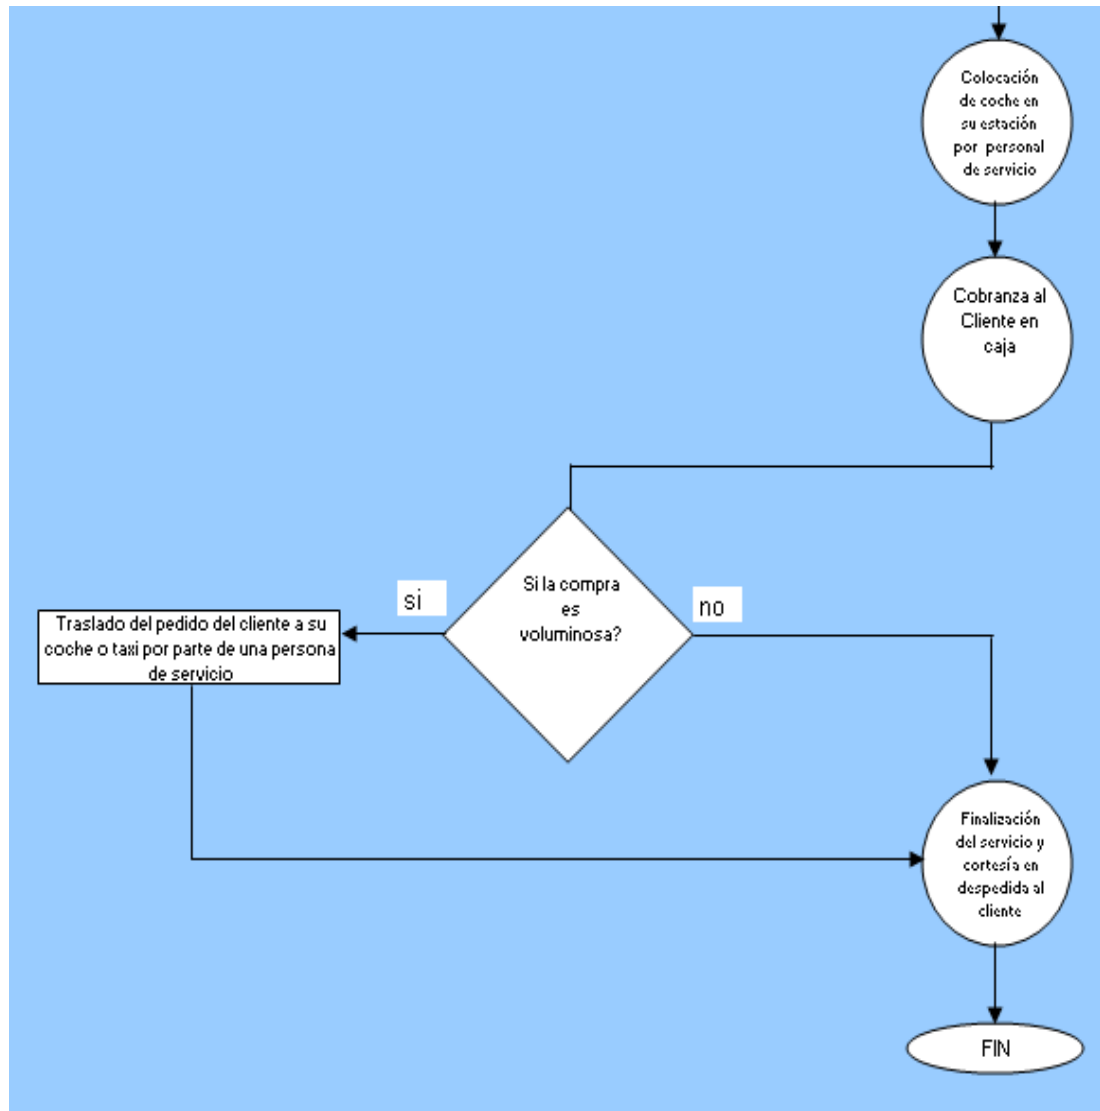 Colocación
de coche en
su estación
por personal
de servicio
Cobranza al
Cliente en
caja
Si la compra
es
voluminosa?
si
no
Traslado del pedido del cliente a su
coche o taxi por parte de una persona
de servicio
Finalización
del servicio y
cortesía en
despedida al
cliente
FIN